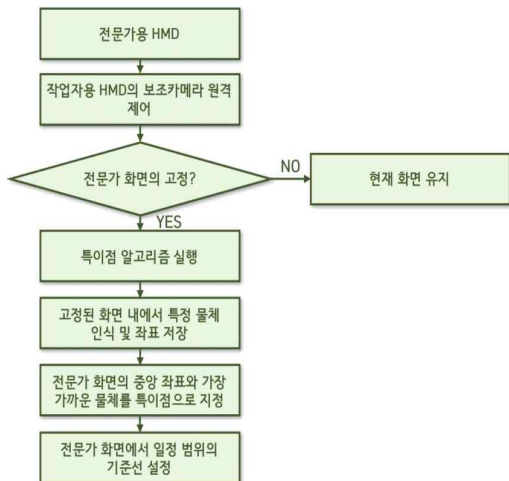 전문가용 HMD
작업자용 HMD의 보조카메라 원격
제어
전문가 화면의 고정?
NO
현재 화면 유지
YES
특이점 알고리즘 실행
고정된 화면 내에서 특정 물체
인식 및 좌표 저장
전문가 화면의 중앙 좌표와 가장
가까운 물체를 특이점으로 지정
전문가 화면에서 일정 범위의
기준선 설정